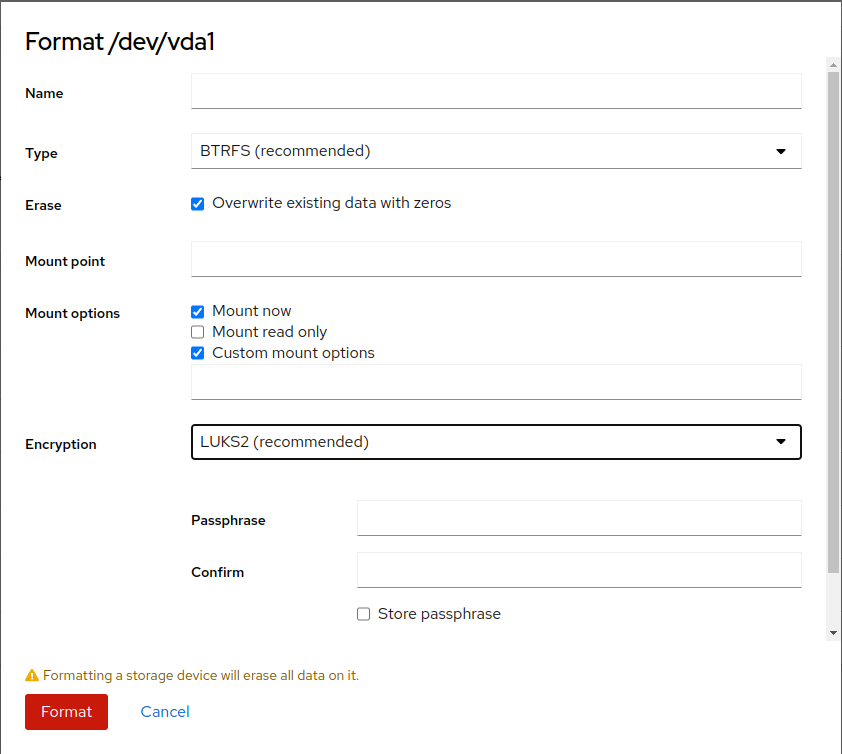 Format /dev/vda1
Name
Type
BTRFS (recommended)
Erase
Overwrite existing data with zeros
Mount point
Mount options
Mount now
Mount read only
Custom mount options
Encryption
LUKS2 (recommended)
Passphrase
Confirm
Store passphrase
Formatting a storage device will erase all data on it.
Format
Cancel